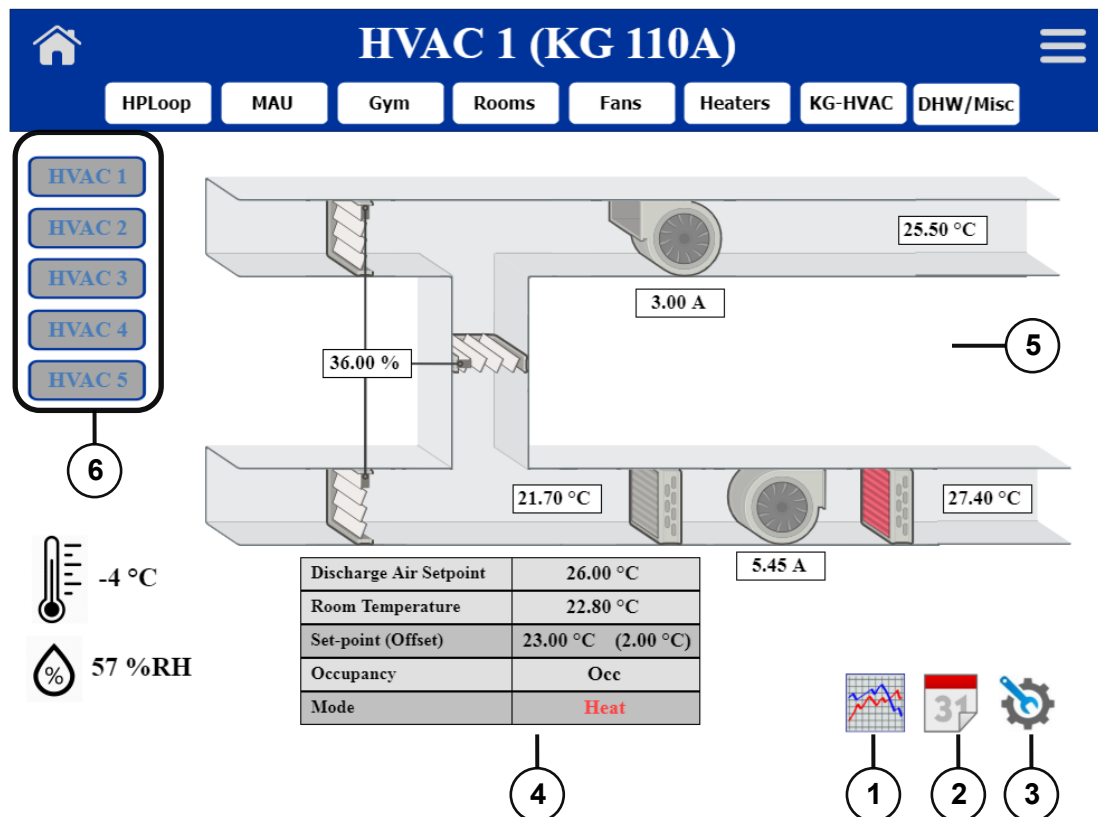 HVAC 1 (KG 110A)
HPLoop MAU Gym Rooms Fans Heaters KG-HVAC DHW/Misc
HVAC 1
HVAC 2
HVAC 3
HVAC 4
HVAC 5
6
25.50 °C
3.00 A
36.00 %
5
21.70 °C
27.40 °C
5.45 A
-4 °C
%
57 %RH
Discharge Air Setpoint 26.00 °C
Room Temperature 22.80 °C
Set-point (Offset) 23.00 °C (2.00 °C)
Occupancy Occ
Mode Heat
31
4
1
2
3